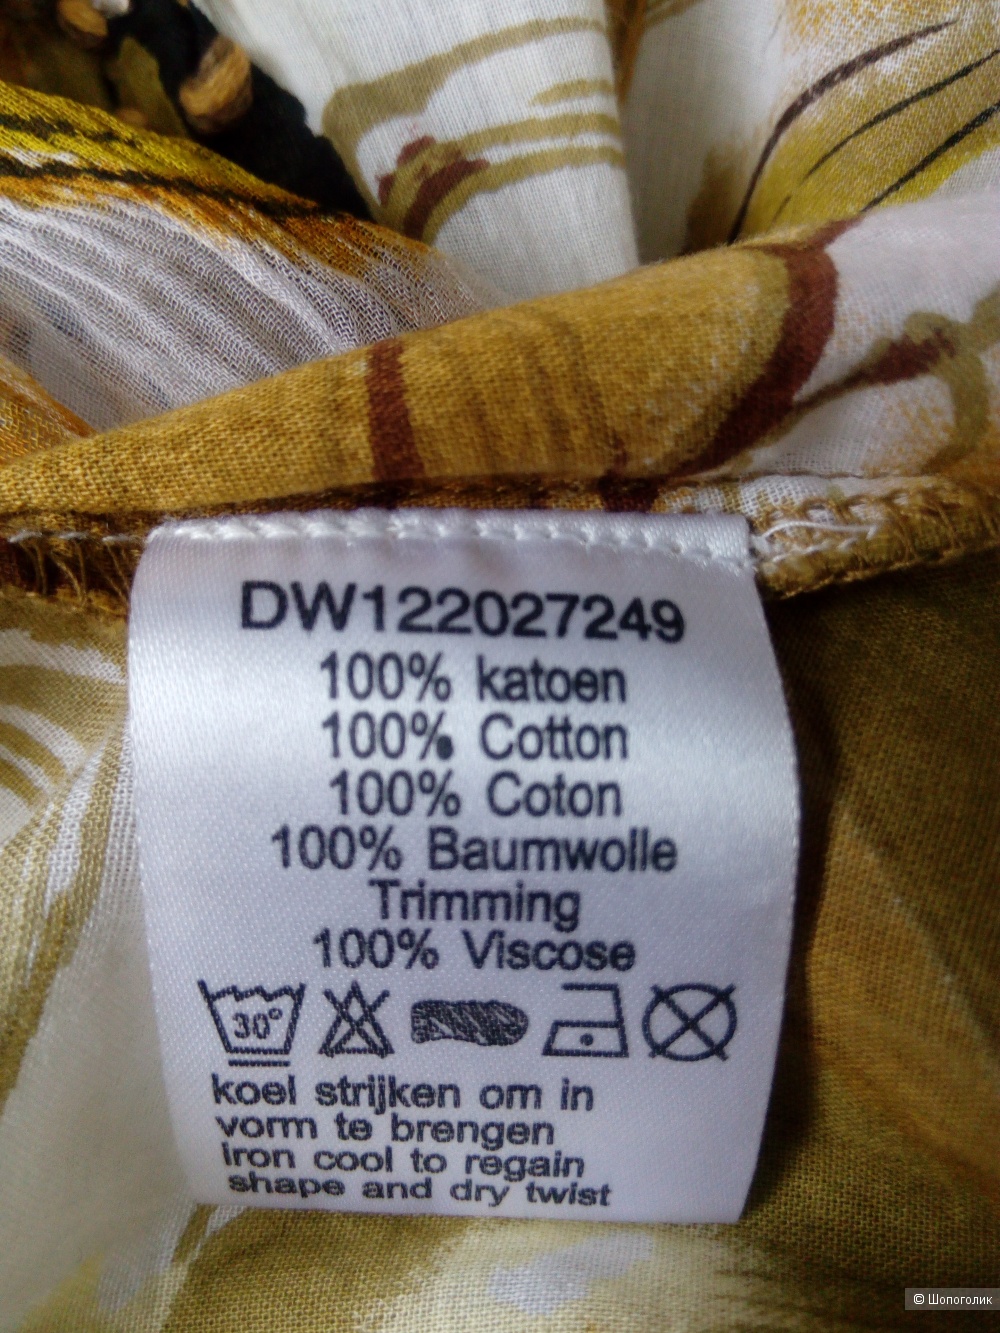 DW122027249
100% katoen
100% Cotton
100% Coton
100% Baumwolle
Trimming
100% Viscose
30°
koel strijken om in
vorm te brengen
iron cool to regain
shape and dry twist
© Шопоголик